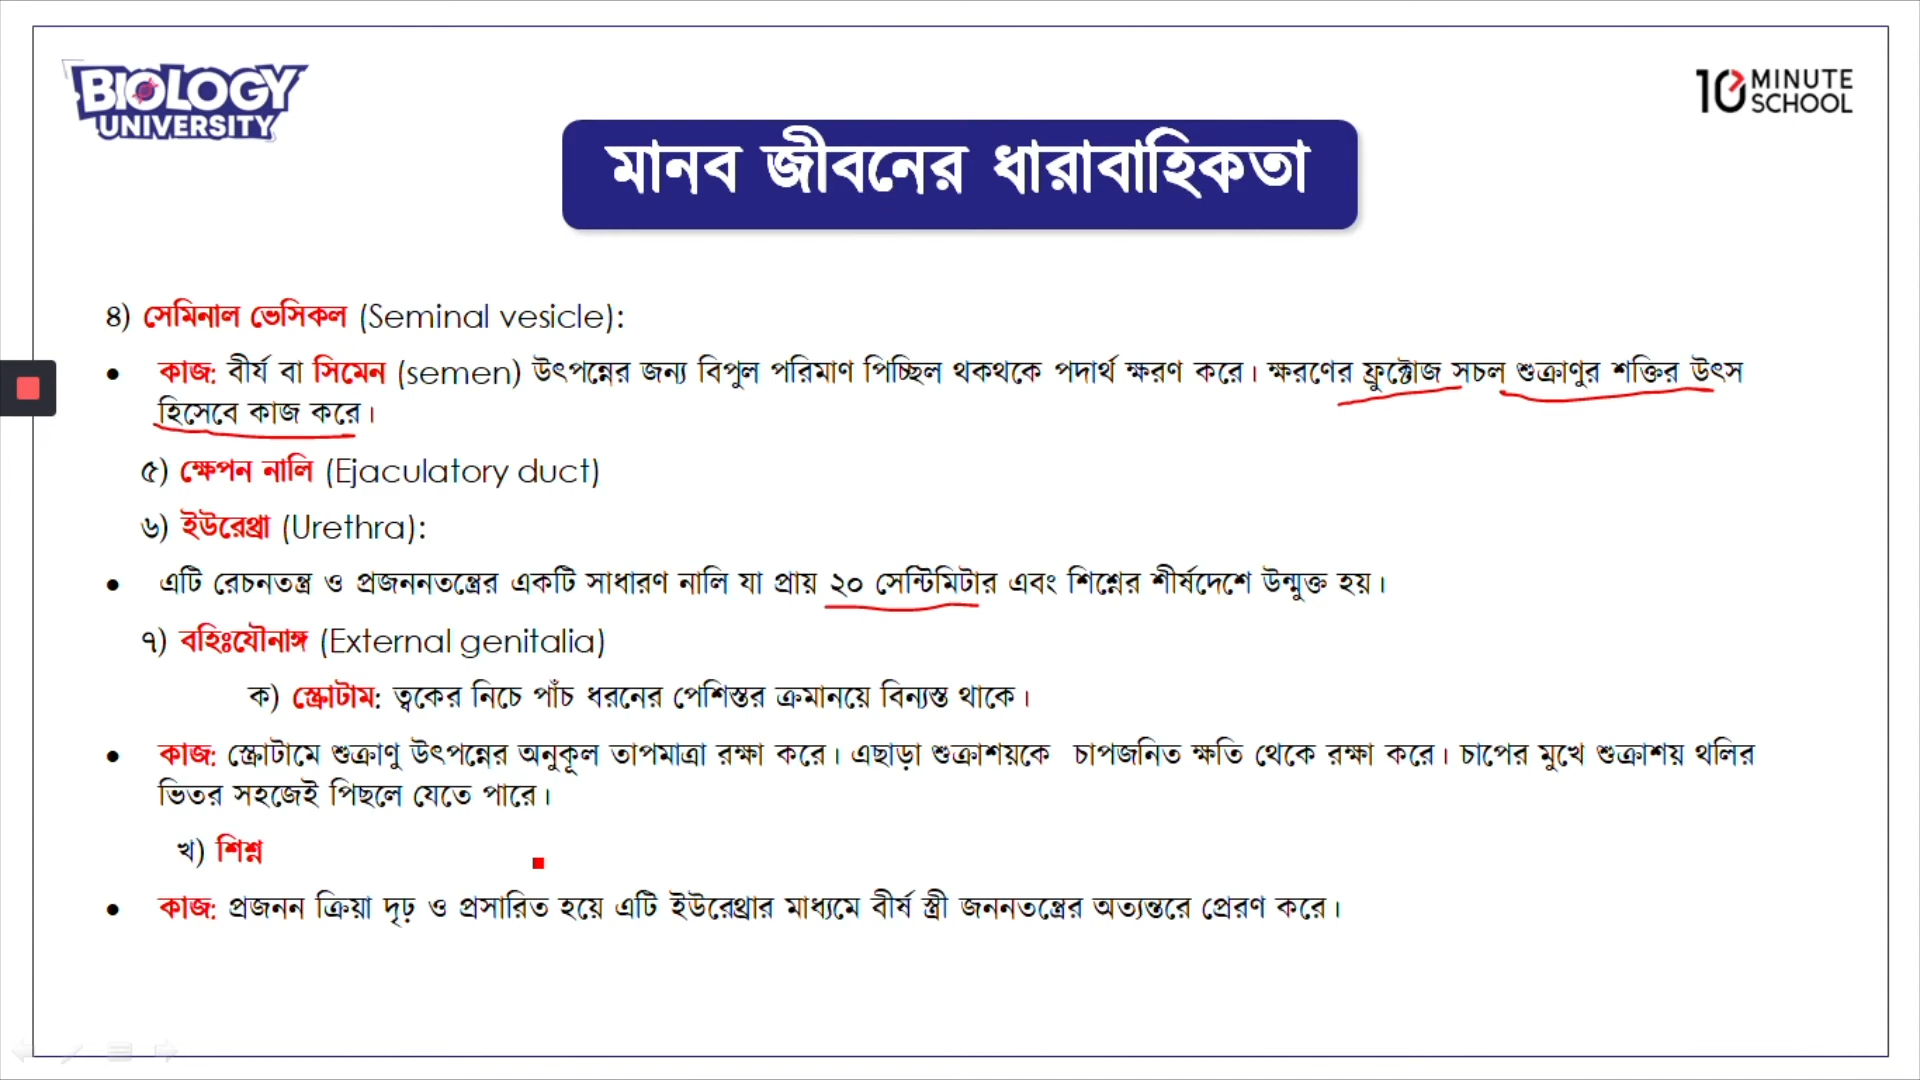 BIOLOGY
UNIVERSITY
10 MINUTE
SCHOOL
মানব জীবনের ধারাবাহিকতা
৪) সেমিনাল ভেসিকল (Seminal vesicle):
• কাজ: বীর্য বা সিমেন (semen) উৎপন্নের জন্য বিপুল পরিমাণ পিচ্ছিল থকথকে পদার্থ ক্ষরণ করে। ক্ষরণের ফ্রুক্টোজ সচল শুক্রাণুর শক্তির উৎস
হিসেবে কাজ করে।
৫) ক্ষেপন নালি (Ejaculatory duct)
৬) ইউরেথ্রা (Urethra):
• এটি রেচনতন্ত্র ও প্রজননতন্ত্রের একটি সাধারণ নালি যা প্রায় ২০ সেন্টিমিটার এবং শিশ্নের শীর্ষদেশে উন্মুক্ত হয়।
৭) বহিঃযৌনাঙ্গ (External genitalia)
ক) স্ক্রোটাম: ত্বকের নিচে পাঁচ ধরনের পেশিস্তর ক্রমানয়ে বিন্যস্ত থাকে।
• কাজ: স্ক্রোটামে শুক্রাণু উৎপন্নের অনুকূল তাপমাত্রা রক্ষা করে। এছাড়া শুক্রাশয়কে চাপজনিত ক্ষতি থেকে রক্ষা করে। চাপের মুখে শুক্রাশয় থলির
ভিতর সহজেই পিছলে যেতে পারে।
খ) শিশ্ন
• কাজ: প্রজনন ক্রিয়া দৃঢ় ও প্রসারিত হয়ে এটি ইউরেথ্রার মাধ্যমে বীর্ষ স্ত্রী জননতন্ত্রের অত্যন্তরে প্রেরণ করে।